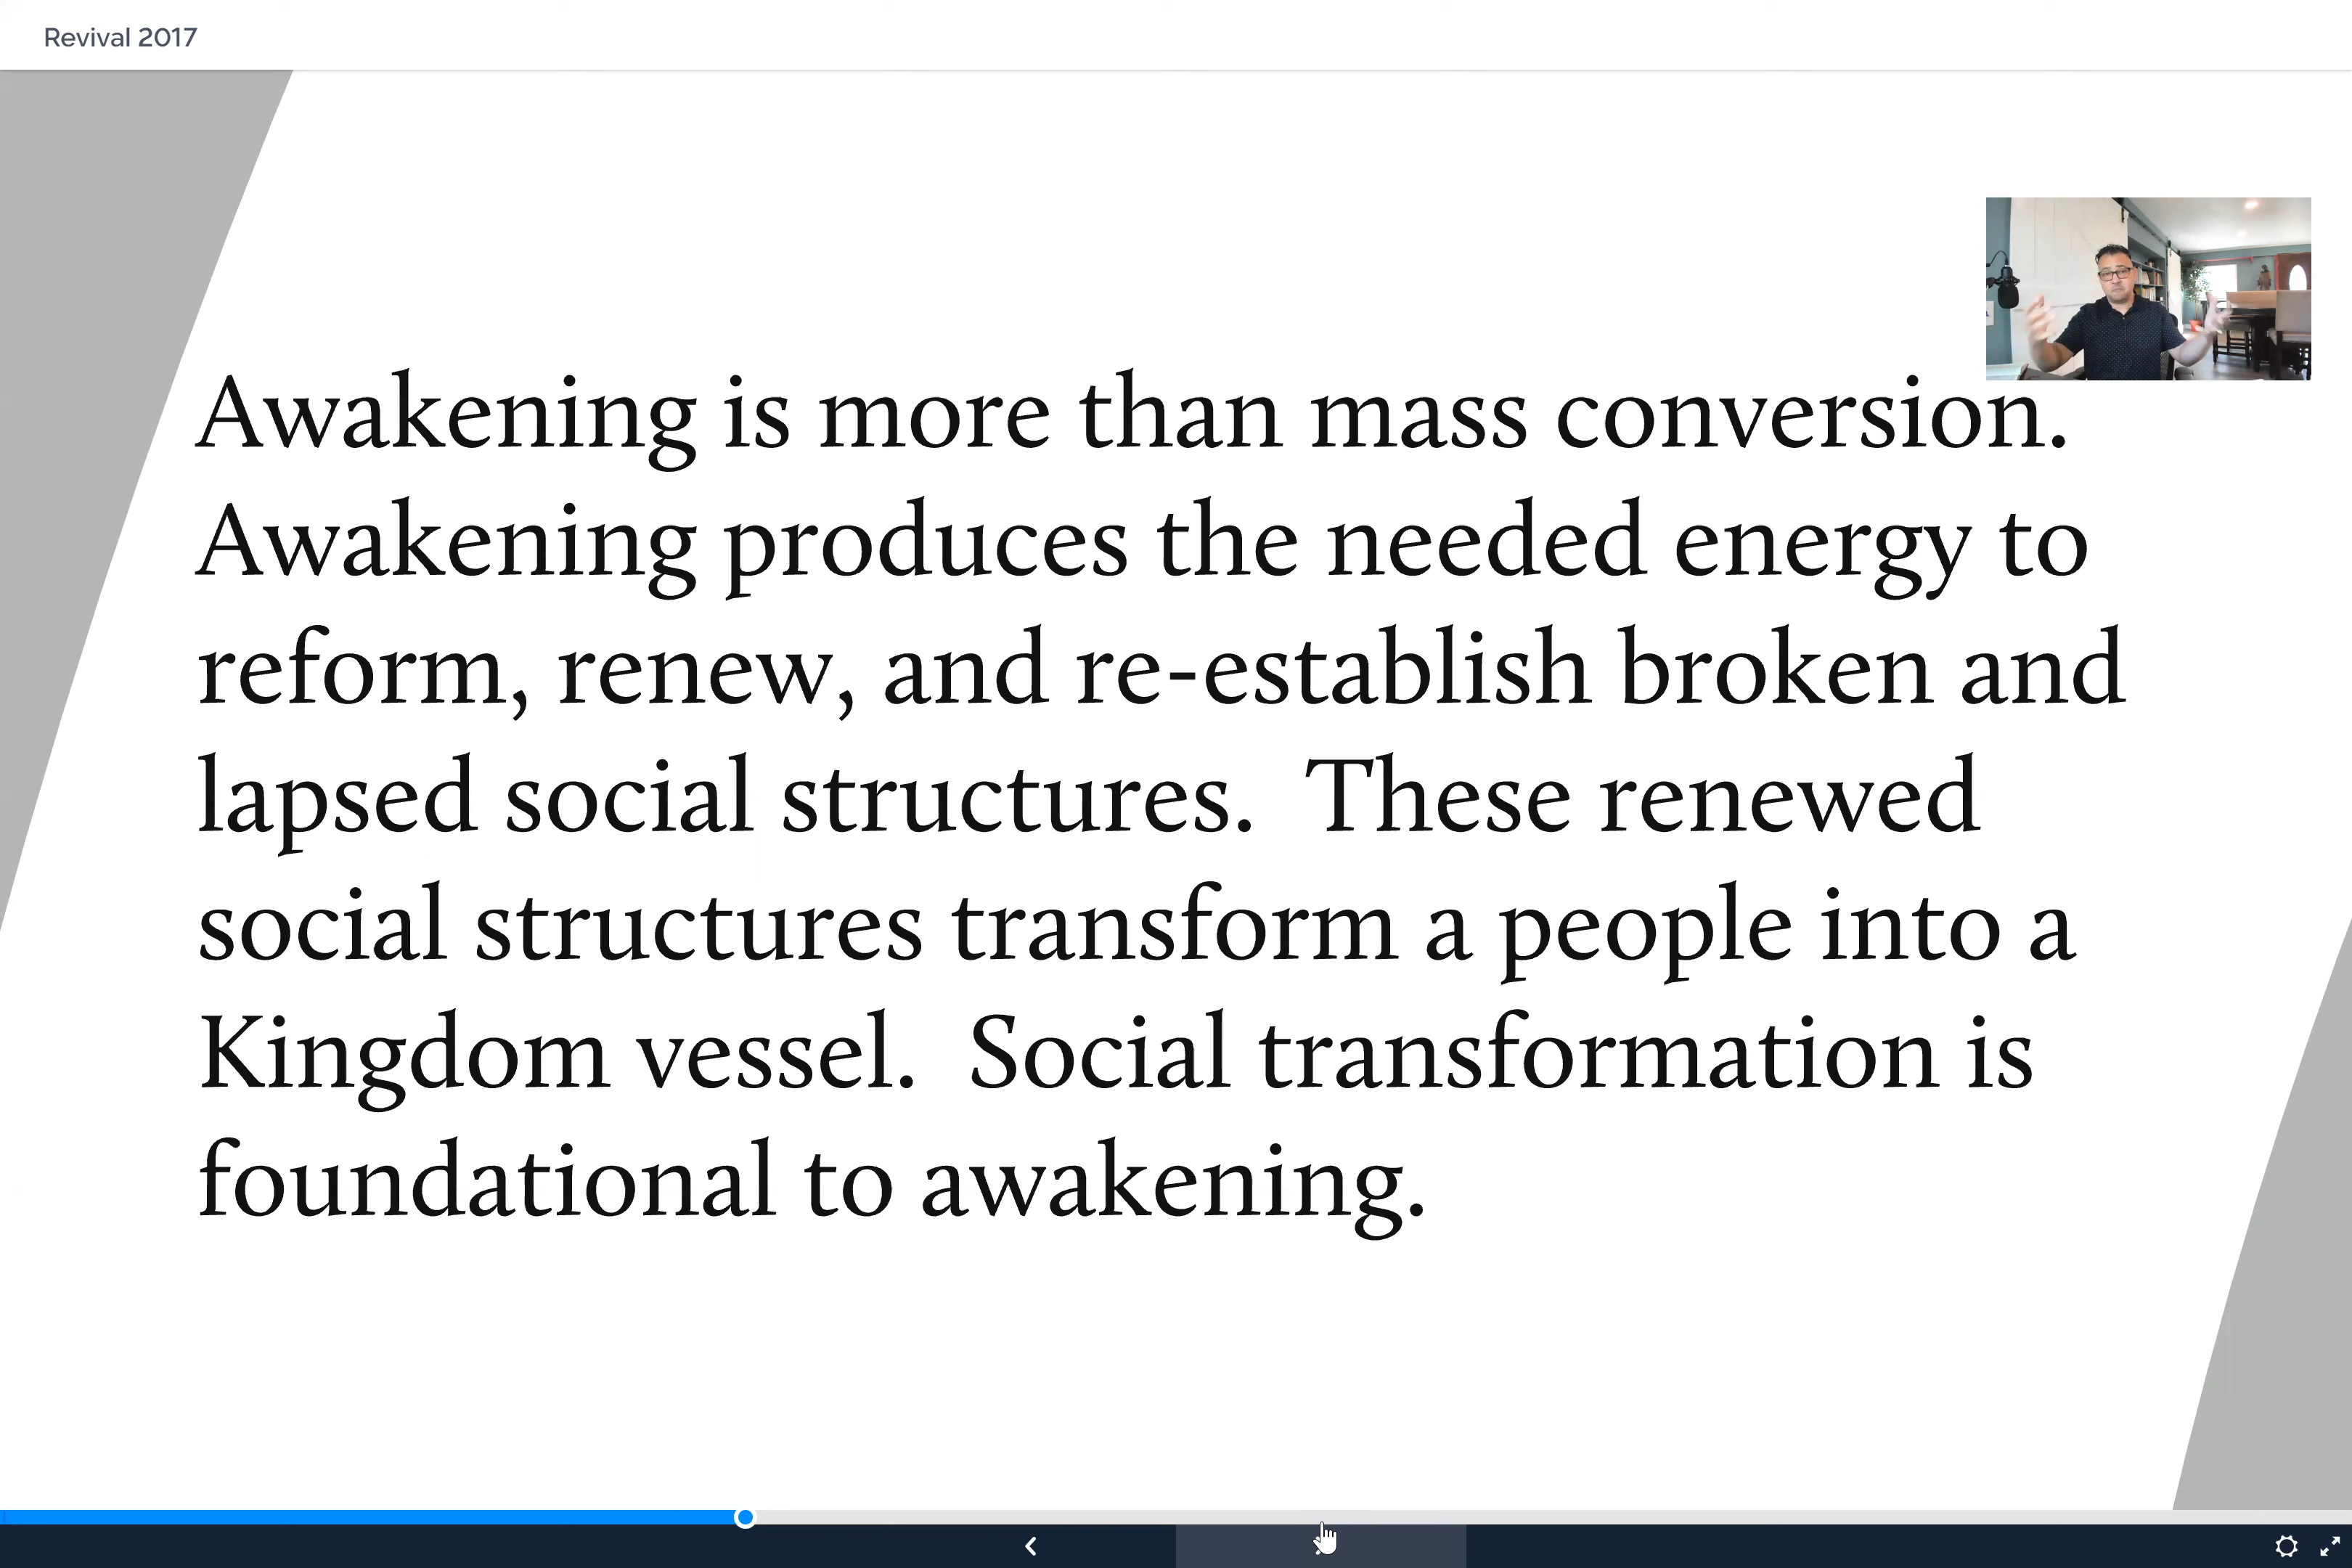 Revival 2017
Awakening is more than mass conversion.
Awakening produces the needed energy to
reform, renew, and re-establish broken and
lapsed social structures.  These renewed
social structures transform a people into a
Kingdom vessel.  Social transformation is
foundational to awakening.